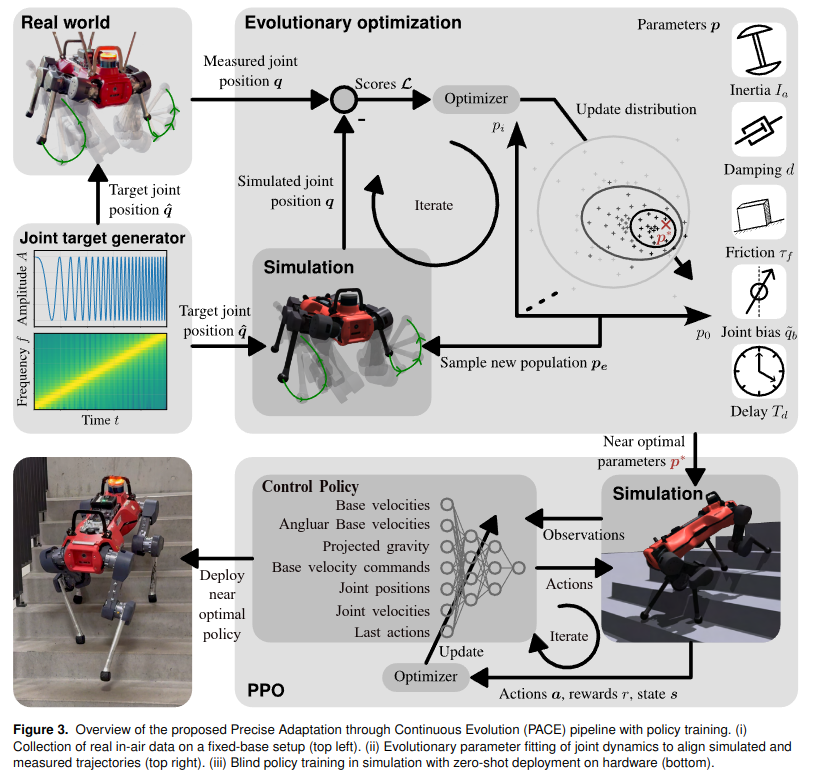 Real world
Evolutionary optimization
Parameters p
Measured joint
position q
Scores 𝓛
Optimizer
Update distribution
Inertia Iₐ
Damping d
Friction τ_f
Joint bias q̃_b
Delay T_d
p_i
p₀
p*
-
Target joint
position q̂
Simulated joint
position q
Iterate
Joint target generator
Amplitude A
Frequency f
Time t
Target joint
position q̂
Simulation
Sample new population pₑ
Near optimal
parameters p*
Control Policy
Base velocities
Angluar Base velocities
Projected gravity
Base velocity commands
Joint positions
Joint velocities
Last actions
Simulation
Observations
Actions
Iterate
Update
Optimizer
PPO
Actions a, rewards r, state s
Deploy
near
optimal
policy
Figure 3. Overview of the proposed Precise Adaptation through Continuous Evolution (PACE) pipeline with policy training. (i)
Collection of real in-air data on a fixed-base setup (top left). (ii) Evolutionary parameter fitting of joint dynamics to align simulated and
measured trajectories (top right). (iii) Blind policy training in simulation with zero-shot deployment on hardware (bottom).